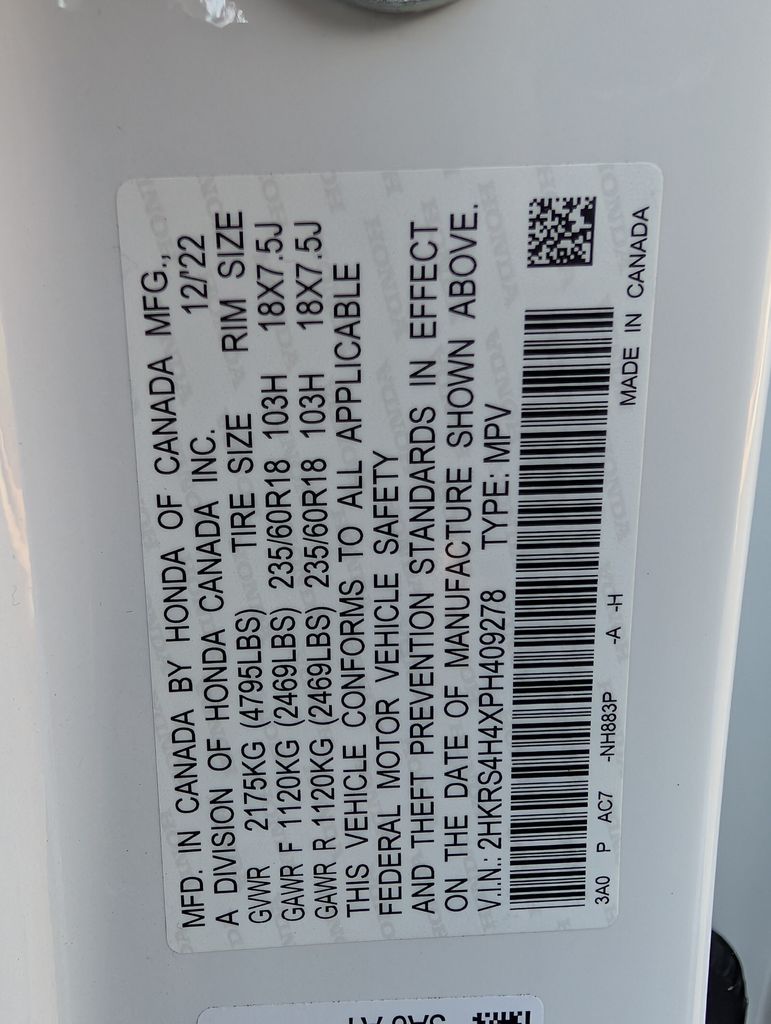 MFD. IN CANADA BY HONDA OF CANADA MFG.,
A DIVISION OF HONDA CANADA INC. 12/'22
GVWR 2175KG (4795LBS) TIRE SIZE RIM SIZE
GAWR F 1120KG (2469LBS) 235/60R18 103H 18X7.5J
GAWR R 1120KG (2469LBS) 235/60R18 103H 18X7.5J
THIS VEHICLE CONFORMS TO ALL APPLICABLE
FEDERAL MOTOR VEHICLE SAFETY
AND THEFT PREVENTION STANDARDS IN EFFECT
ON THE DATE OF MANUFACTURE SHOWN ABOVE.
V.I.N.: 2HKRS4H4XPH409278 TYPE: MPV
3A0 P AC7 -NH883P -A -H
MADE IN CANADA